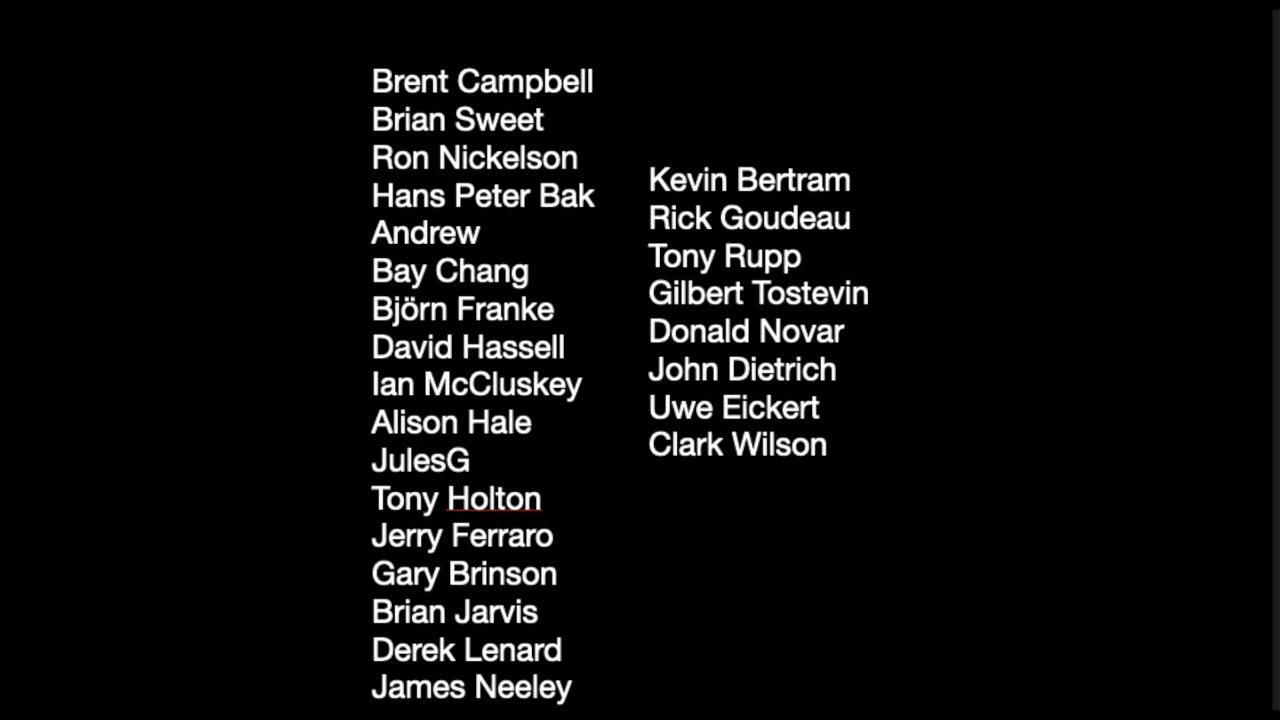 Brent Campbell
Brian Sweet
Ron Nickelson
Hans Peter Bak
Andrew
Bay Chang
Björn Franke
David Hassell
Ian McCluskey
Alison Hale
JulesG
Tony Holton
Jerry Ferraro
Gary Brinson
Brian Jarvis
Derek Lenard
James Neeley
Kevin Bertram
Rick Goudeau
Tony Rupp
Gilbert Tostevin
Donald Novar
John Dietrich
Uwe Eickert
Clark Wilson